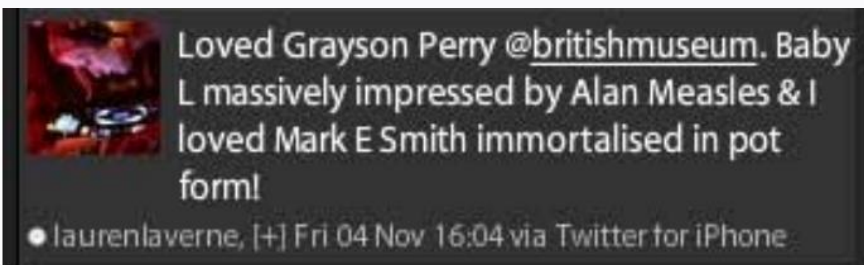 Loved Grayson Perry @britishmuseum. Baby
L massively impressed by Alan Measles & I
loved Mark E Smith immortalised in pot
form!
laurenlaverne, [+] Fri 04 Nov 16:04 via Twitter for iPhone